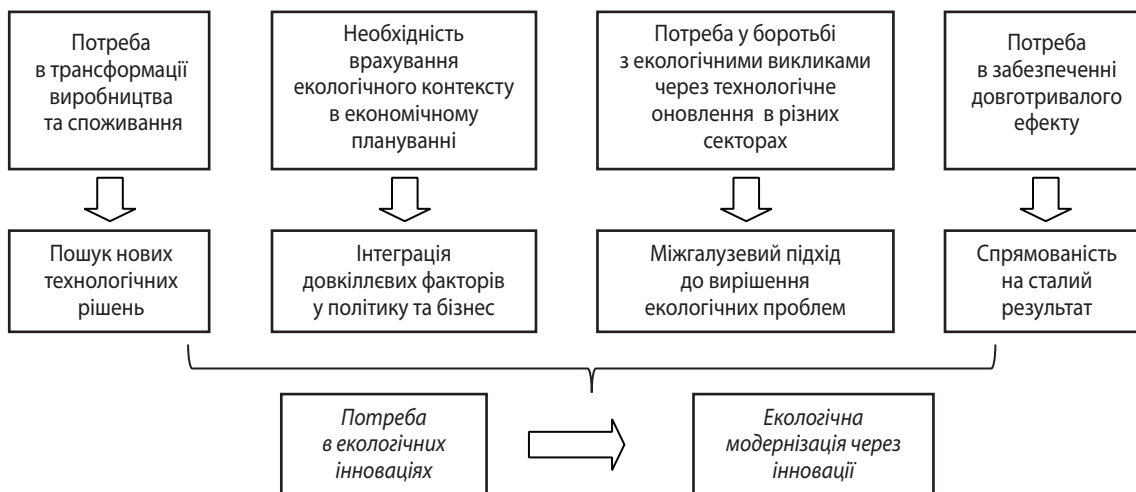 Потреба
в трансформації
виробництва
та споживання
Необхідність
врахування
екологічного контексту
в економічному
плануванні
Потреба у боротьбі
з екологічними викликами
через технологічне
оновлення в різних
секторах
Потреба
в забезпеченні
довготривалого
ефекту
Пошук нових
технологічних
рішень
Інтеграція
довкіллєвих факторів
у політику та бізнес
Міжгалузевий підхід
до вирішення
екологічних проблем
Спрямованість
на сталий
результат
Потреба
в екологічних
інноваціях
Екологічна
модернізація через
інновації